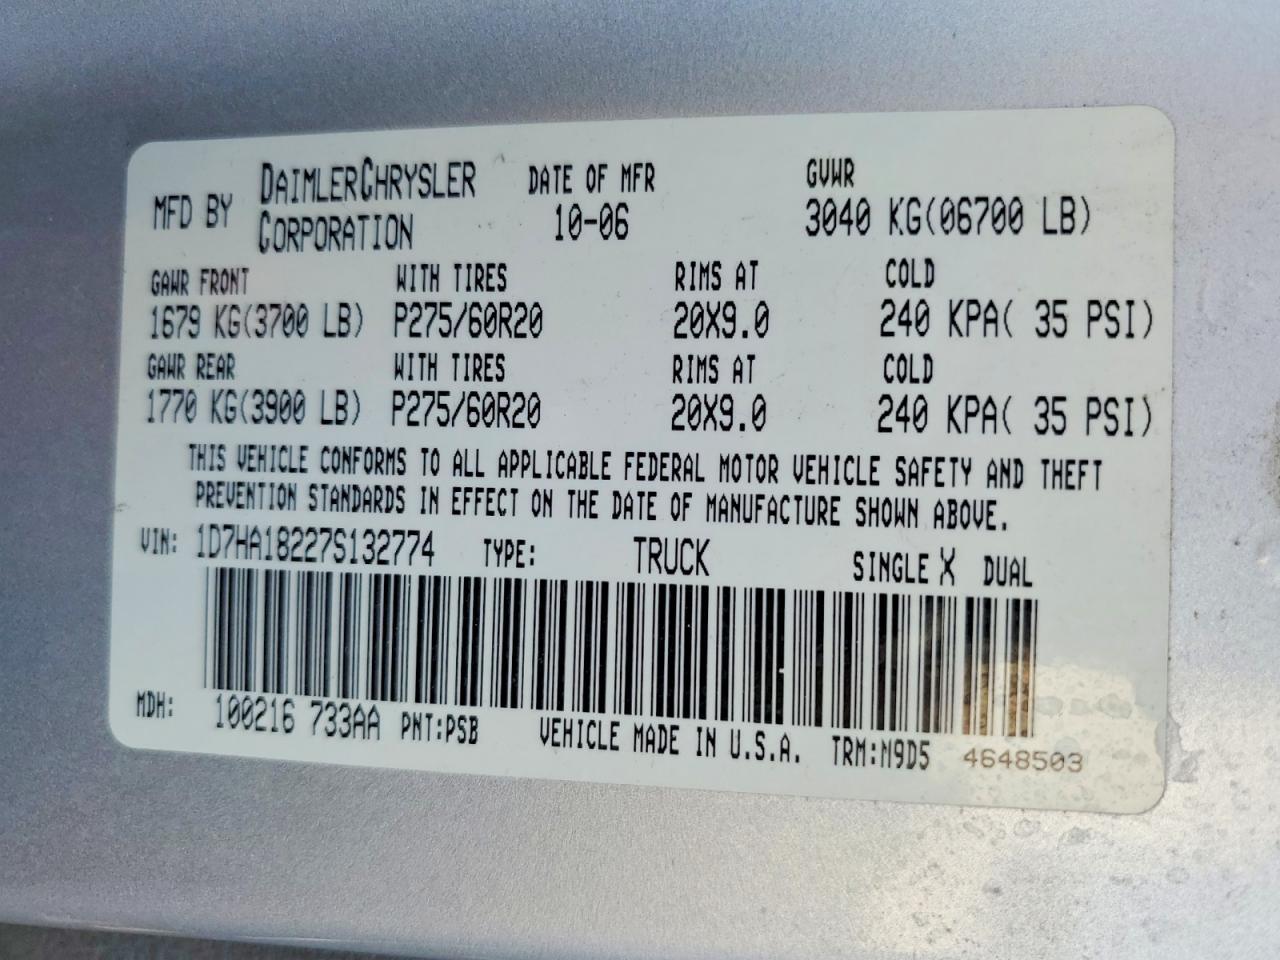 MFD BY DAIMLERCHRYSLER CORPORATION DATE OF MFR 10-06 GVWR 3040 KG(06700 LB)
GAWR FRONT WITH TIRES RIMS AT COLD
1679 KG(3700 LB) P275/60R20 20X9.0 240 KPA( 35 PSI)
GAWR REAR WITH TIRES RIMS AT COLD
1770 KG(3900 LB) P275/60R20 20X9.0 240 KPA( 35 PSI)
THIS VEHICLE CONFORMS TO ALL APPLICABLE FEDERAL MOTOR VEHICLE SAFETY AND THEFT
PREVENTION STANDARDS IN EFFECT ON THE DATE OF MANUFACTURE SHOWN ABOVE.
VIN: 1D7HA18227S132774 TYPE: TRUCK SINGLE X DUAL
MDH: 100216 733AA PNT:PSB VEHICLE MADE IN U.S.A. TRM:M9D5 4648503